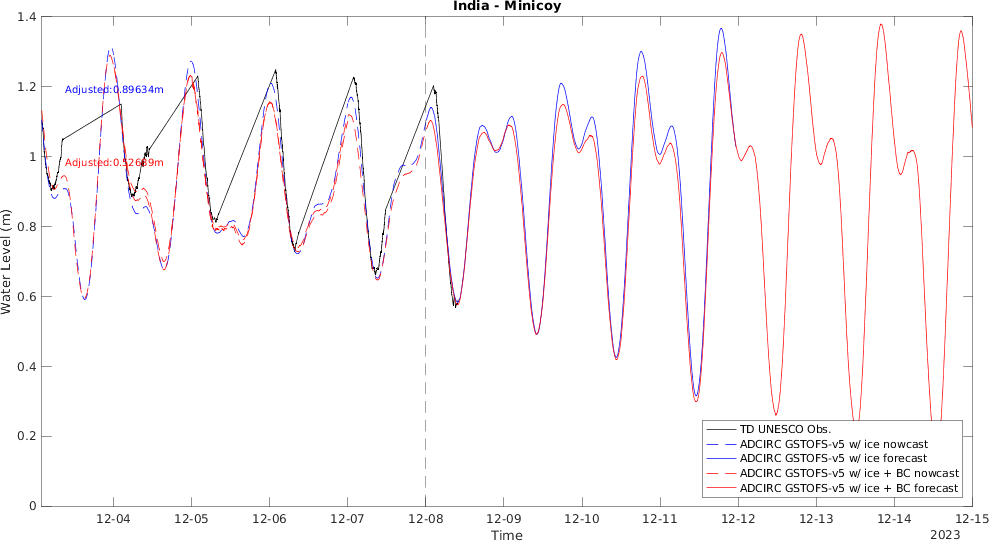 India - Minicoy
1.4
1.2
1
0.8
0.6
0.4
0.2
0
Water Level (m)
Adjusted:0.89634m
Adjusted:0.52689m
TD UNESCO Obs.
ADCIRC GSTOFS-v5 w/ ice nowcast
ADCIRC GSTOFS-v5 w/ ice forecast
ADCIRC GSTOFS-v5 w/ ice + BC nowcast
ADCIRC GSTOFS-v5 w/ ice + BC forecast
12-04 12-05 12-06 12-07 12-08 12-09 12-10 12-11 12-12 12-13 12-14 12-15
Time
2023